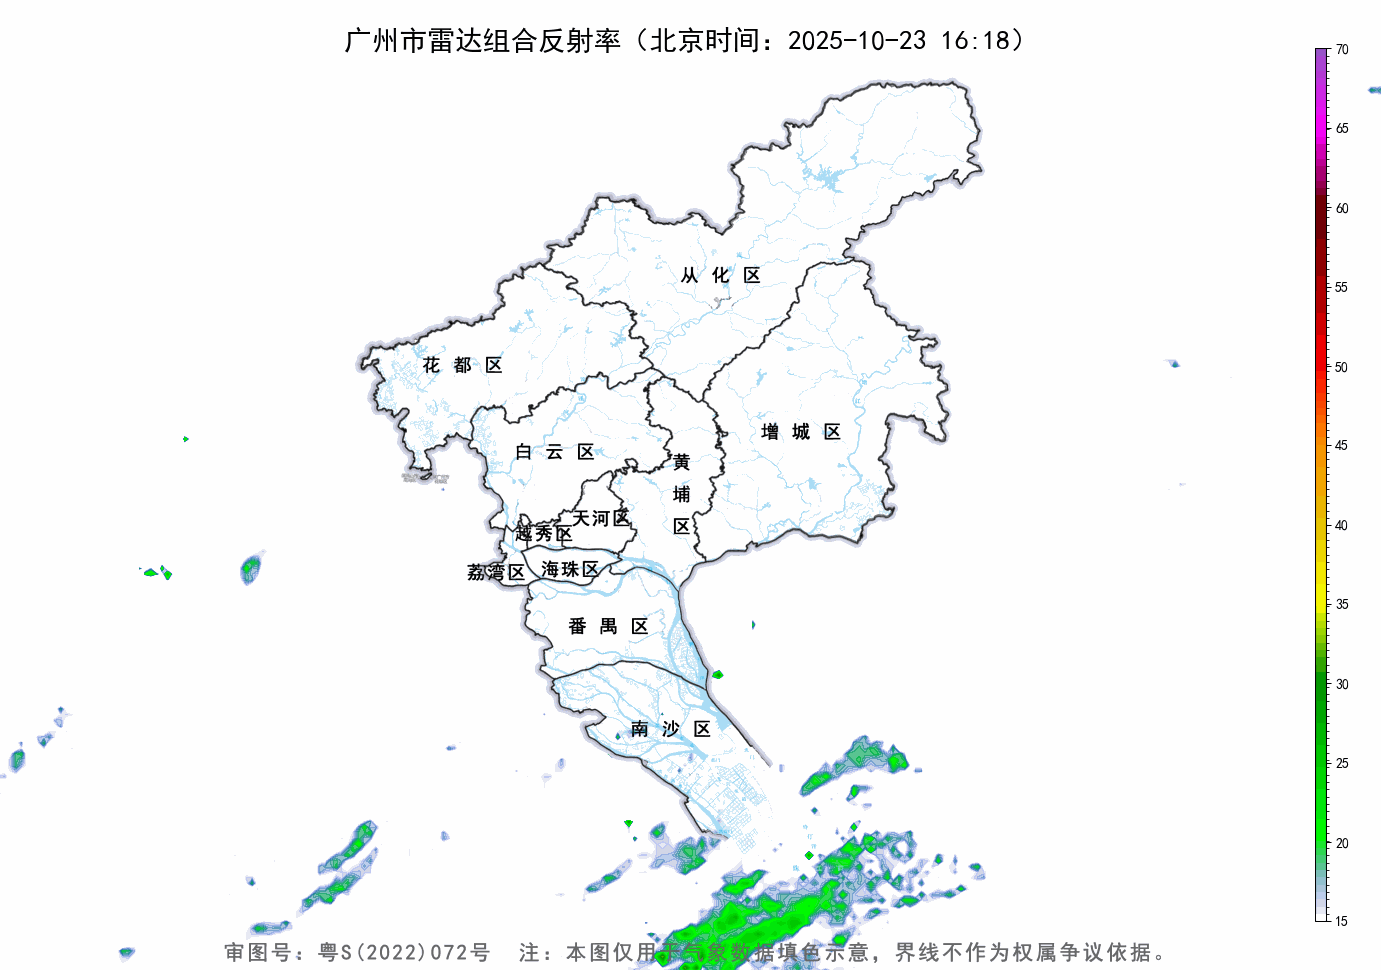 广州市雷达组合反射率（北京时间：2025-10-23 16:18）
70
65
60
55
50
45
40
35
30
25
20
15
从化区
花都区
增城区
白云区
黄埔区
天河区
越秀区
荔湾区
海珠区
番禺区
南沙区
审图号：粤S(2022)072号 注：本图仅用于气象数据填色示意，界线不作为权属争议依据。